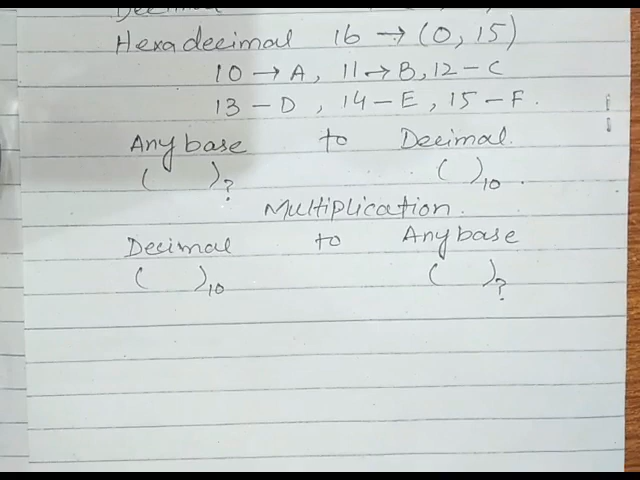 Decimal
Hexadecimal 16 → (0, 15)
10 → A, 11 → B, 12 - C
13 - D, 14 - E, 15 - F.
Any base to Decimal.
( )? ( )10.
Multiplication.
Decimal to Any base
( )10 ( )?